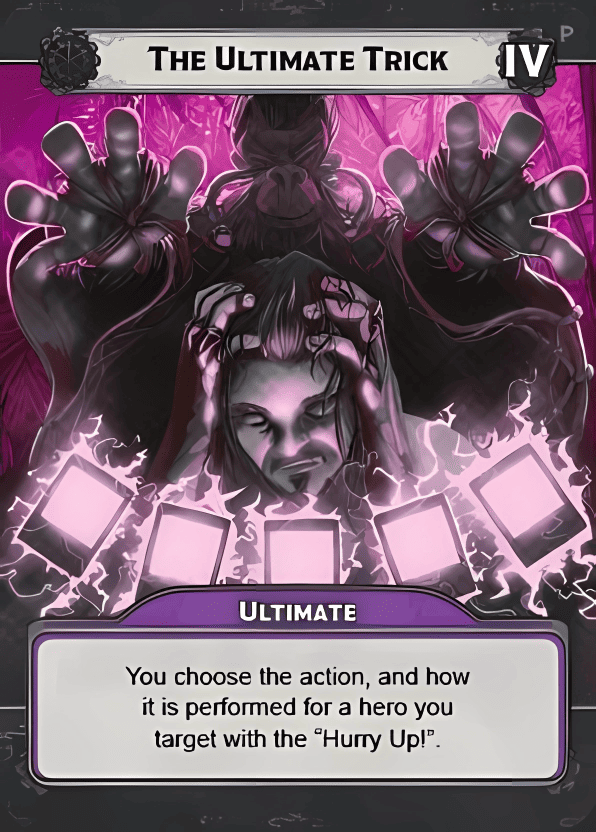 THE ULTIMATE TRICK
IV
P
ULTIMATE
You choose the action, and how
it is performed for a hero you
target with the “Hurry Up!”.